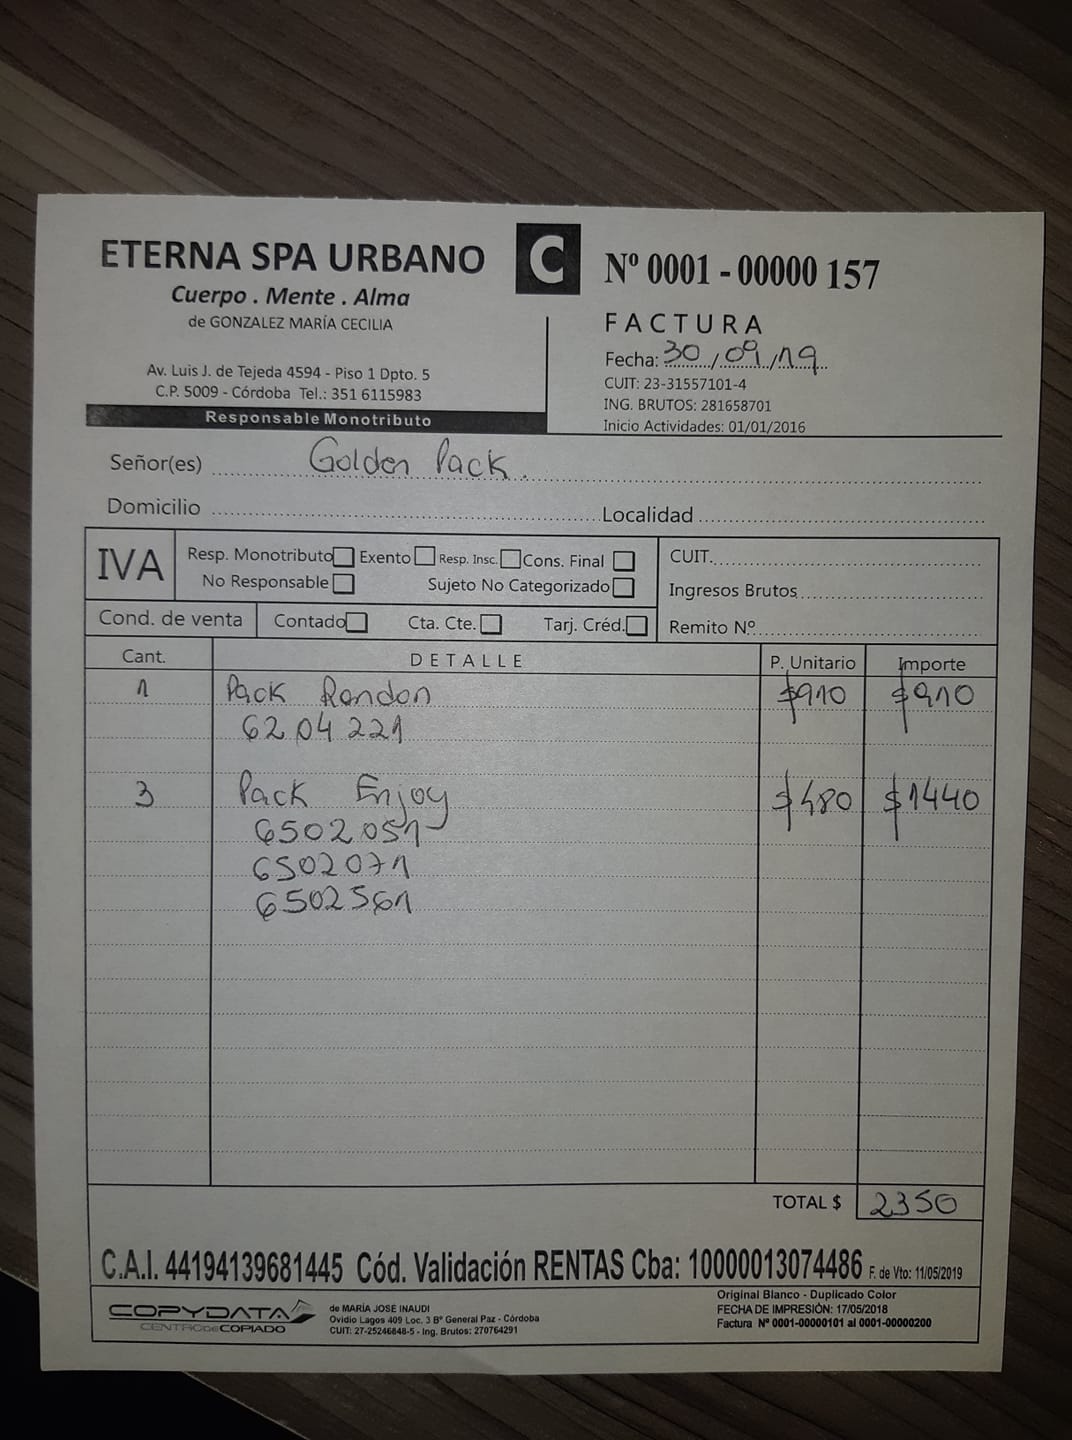 ETERNA SPA URBANO
Cuerpo . Mente . Alma
de GONZALEZ MARÍA CECILIA
Av. Luis J. de Tejeda 4594 - Piso 1 Dpto. 5
C.P. 5009 - Córdoba Tel.: 351 6115983
Responsable Monotributo
C
Nº 0001 - 00000 157
FACTURA
Fecha: 30/09/19
CUIT: 23-31557101-4
ING. BRUTOS: 281658701
Inicio Actividades: 01/01/2016
Señor(es) Golden Pack.
Domicilio Localidad
IVA Resp. Monotributo Exento Resp. Insc. Cons. Final
No Responsable Sujeto No Categorizado
CUIT.
Ingresos Brutos
Cond. de venta Contado Cta. Cte. Tarj. Créd. Remito Nº
Cant. DETALLE P. Unitario Importe
1 Pack Random $910 $910
6204221
3 Pack Enjoy $480 $1440
6502051
6502071
6502561
TOTAL $ 2350
C.A.I. 44194139681445 Cód. Validación RENTAS Cba: 10000013074486 F. de Vto: 11/05/2019
COPYDATA
CENTRO DE COPIADO
de MARÍA JOSÉ INAUDI
Ovidio Lagos 409 Loc. 3 Bº General Paz - Córdoba
CUIT: 27-25246848-5 - Ing. Brutos: 270764291
Original Blanco - Duplicado Color
FECHA DE IMPRESIÓN: 17/05/2018
Factura Nº 0001-00000101 al 0001-00000200